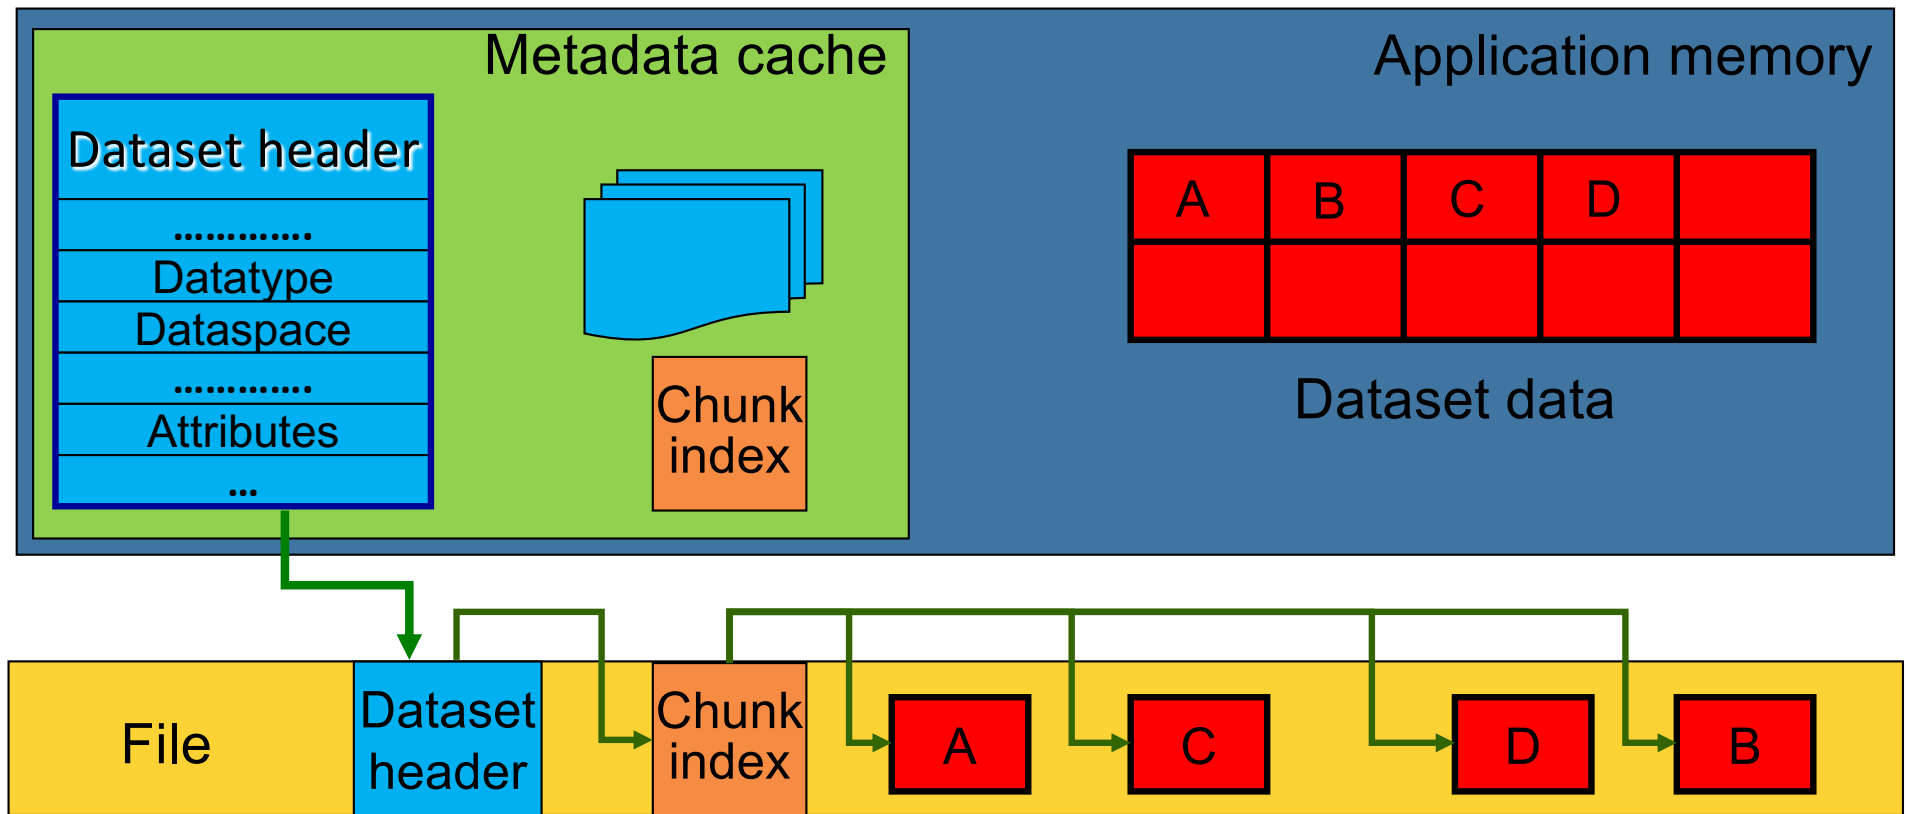 Metadata cache
Application memory
Dataset header
.............
Datatype
Dataspace
.............
Attributes
...
Chunk
index
A B C D
Dataset data
File
Dataset
header
Chunk
index
A
C
D
B